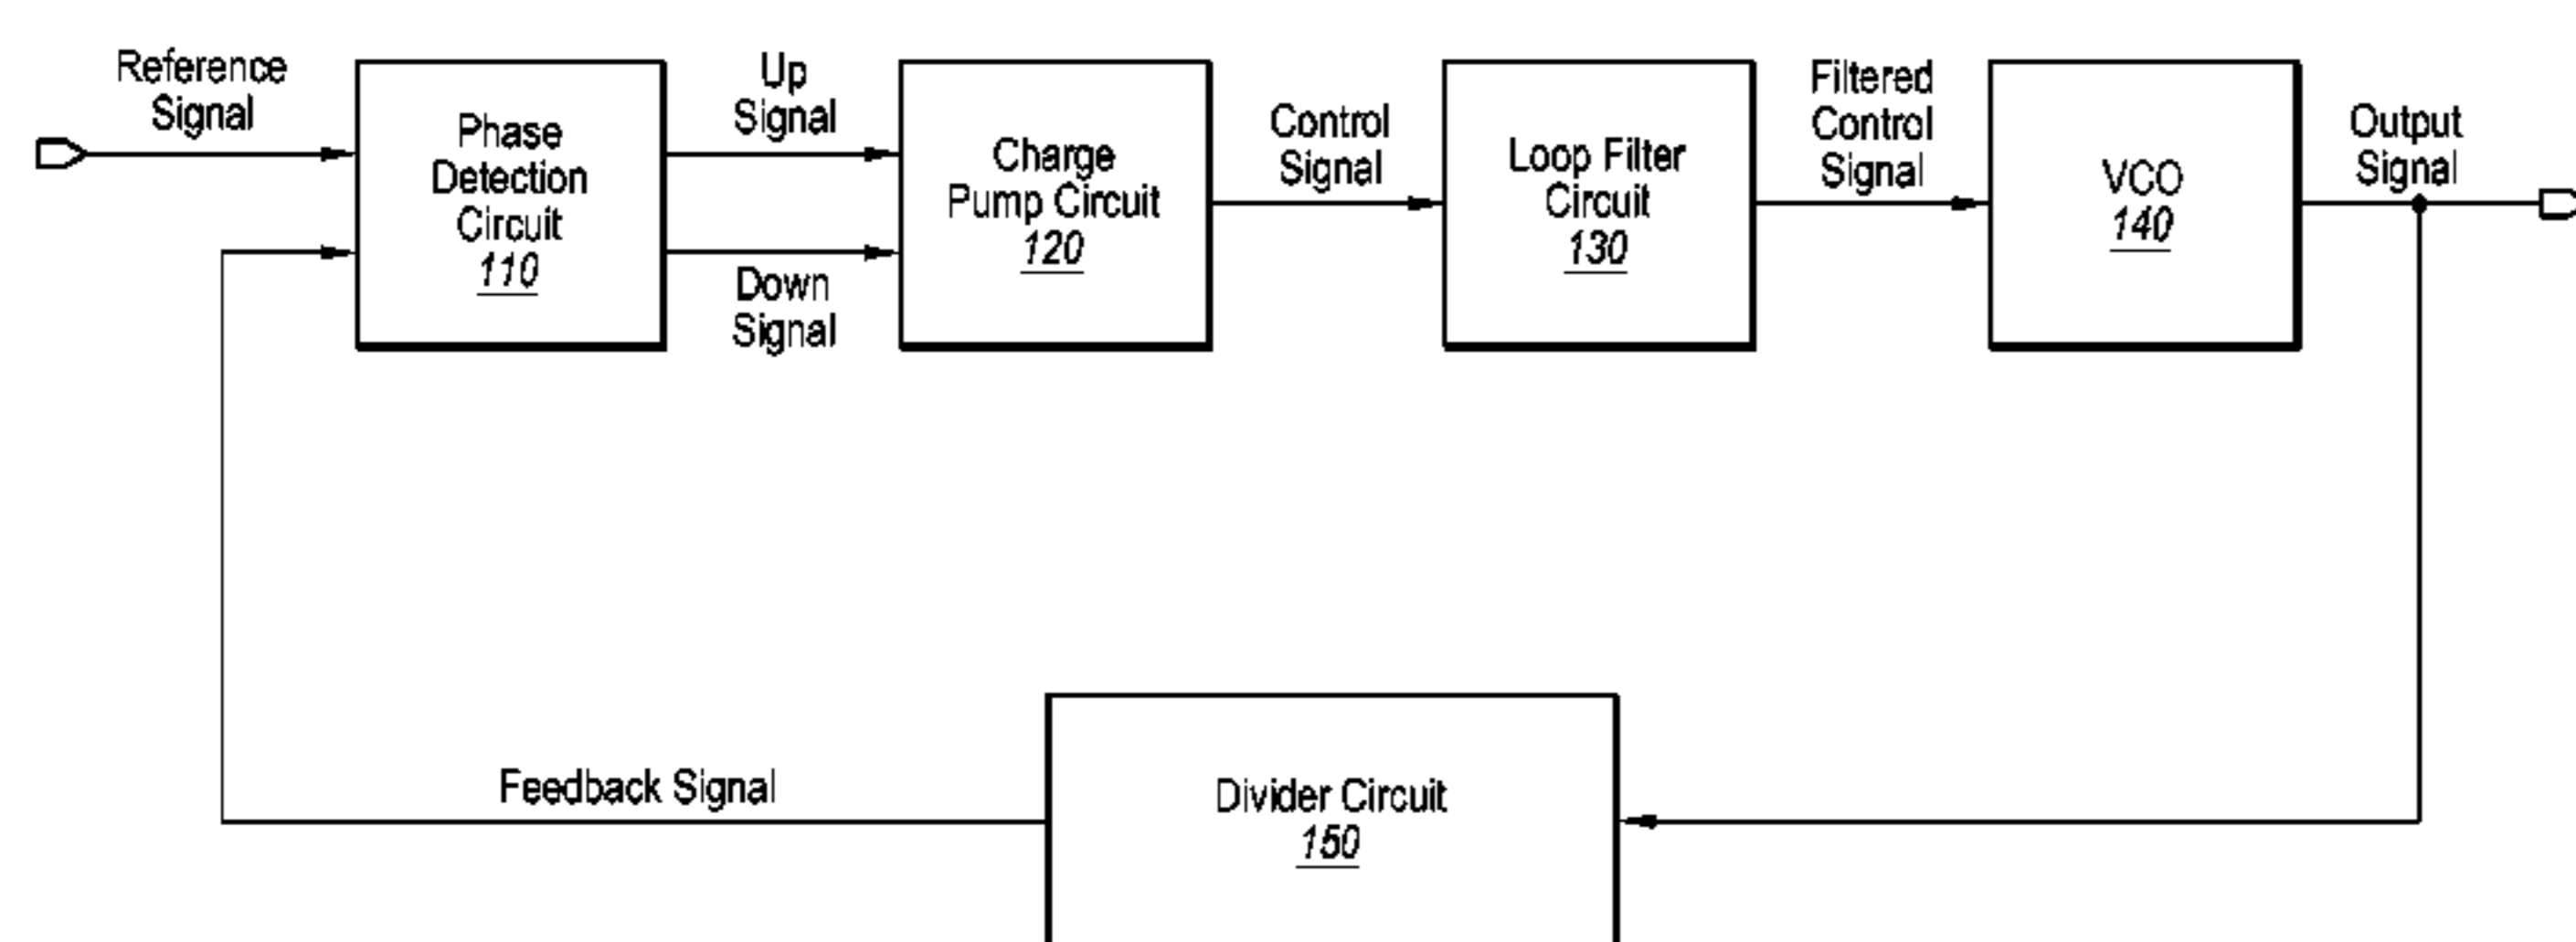 Reference
Signal
Phase
Detection
Circuit
110
Up
Signal
Down
Signal
Charge
Pump Circuit
120
Control
Signal
Loop Filter
Circuit
130
Filtered
Control
Signal
VCO
140
Output
Signal
Feedback Signal
Divider Circuit
150